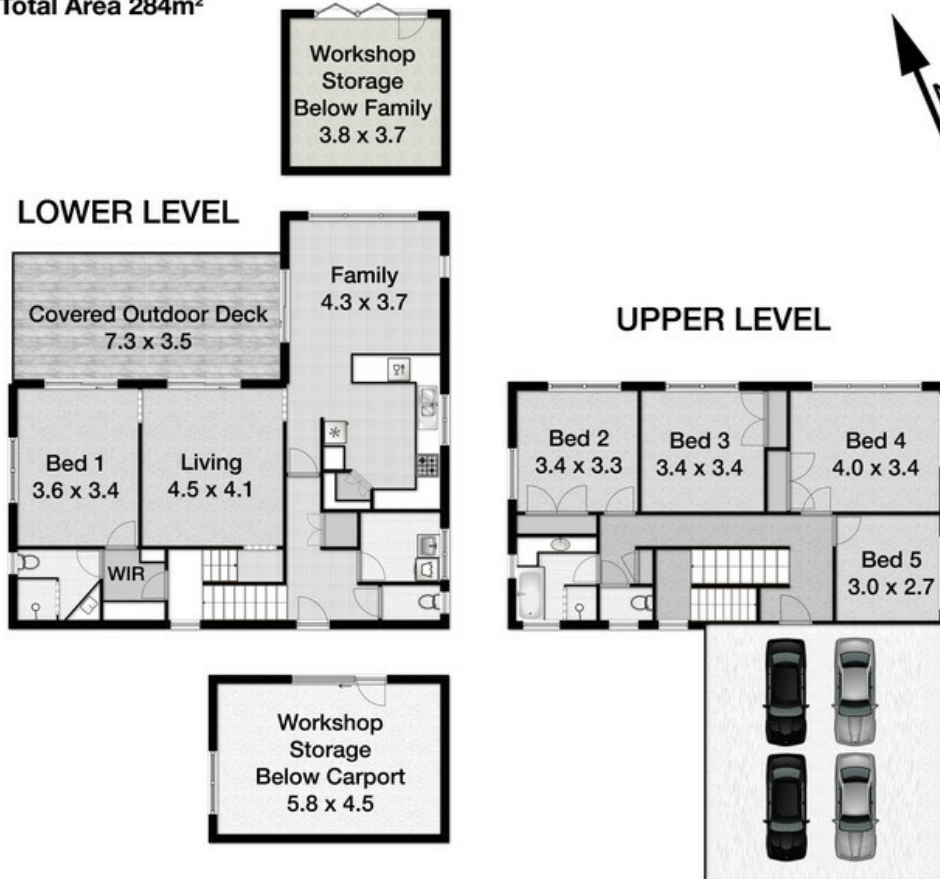 Total Area 284m²
Workshop
Storage
Below Family
3.8 x 3.7
LOWER LEVEL
Family
4.3 x 3.7
Covered Outdoor Deck
7.3 x 3.5
Bed 1
3.6 x 3.4
Living
4.5 x 4.1
WIR
Workshop
Storage
Below Carport
5.8 x 4.5
UPPER LEVEL
Bed 2
3.4 x 3.3
Bed 3
3.4 x 3.4
Bed 4
4.0 x 3.4
Bed 5
3.0 x 2.7